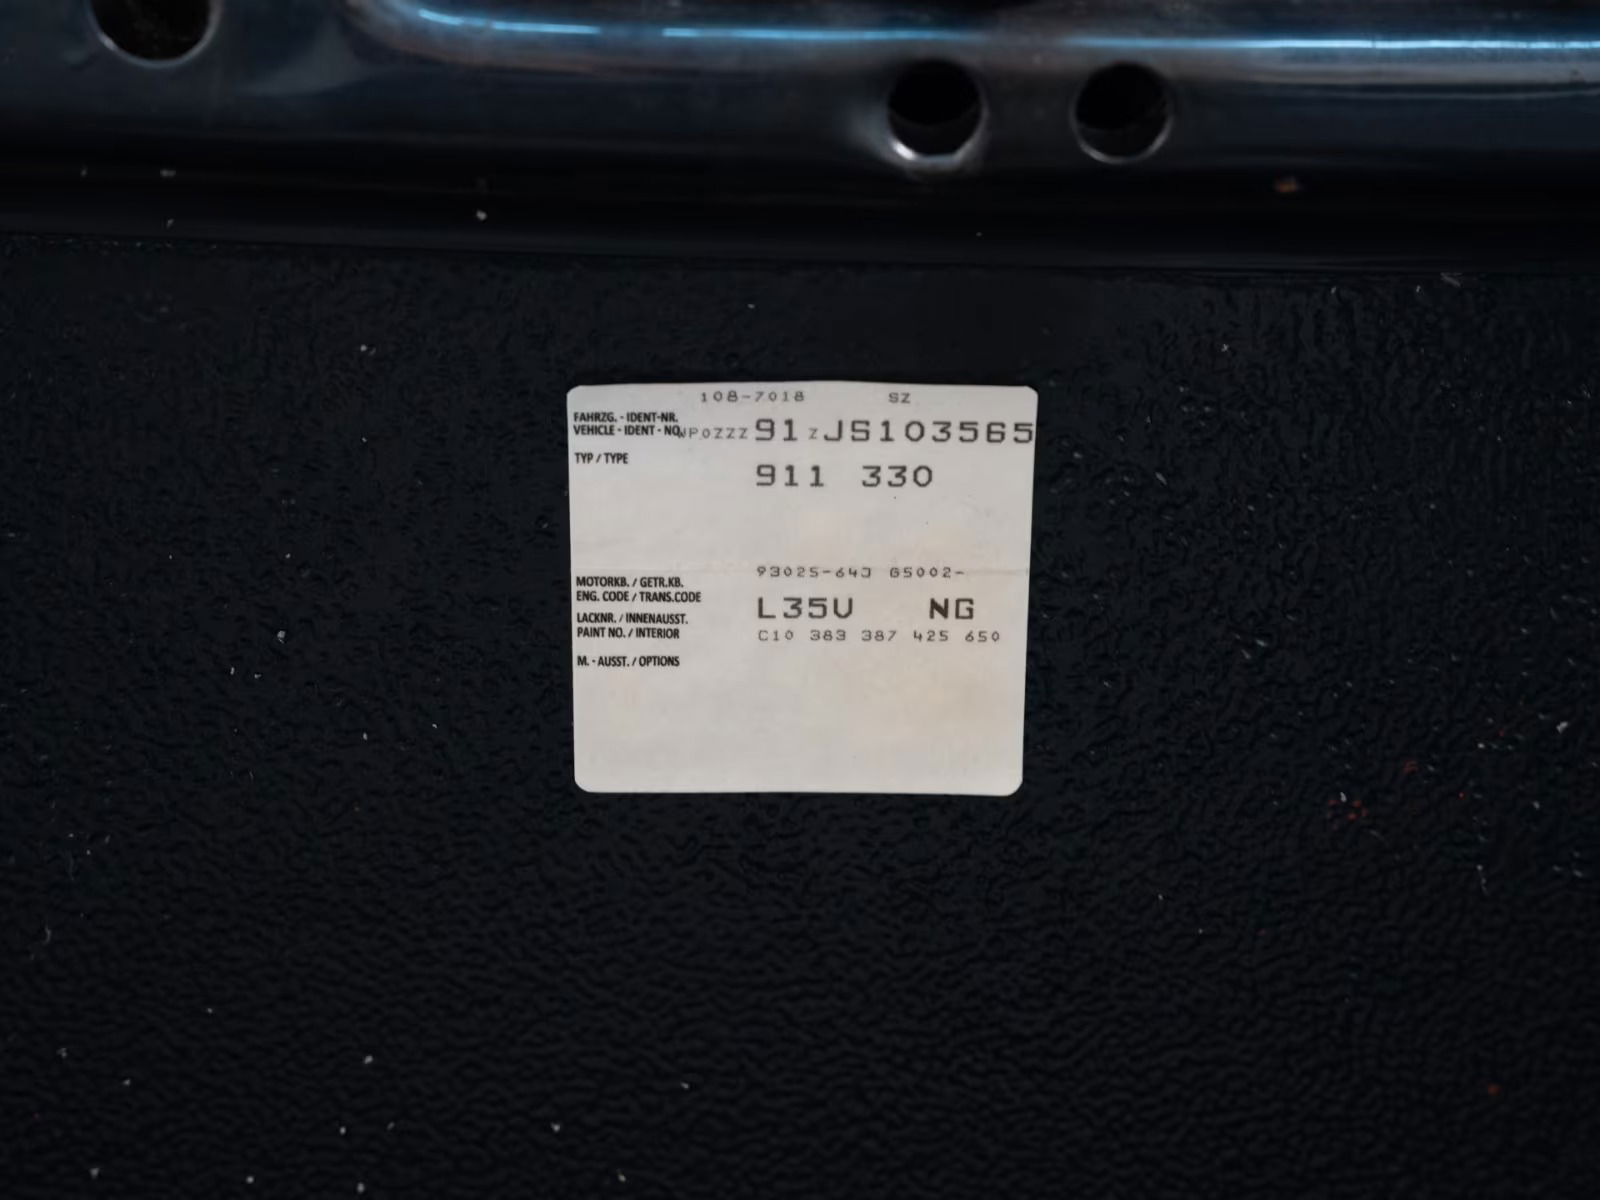 108-7018 SZ
FAHRZG. - IDENT-NR.
VEHICLE - IDENT - NO. WP0ZZZ 91 Z JS103565
TYP / TYPE
911 330
93025-64J G5002-
MOTORKB. / GETR.KB.
ENG. CODE / TRANS.CODE
L35V NG
LACKNR. / INNENAUSST.
PAINT NO. / INTERIOR
C10 383 387 425 650
M. - AUSST. / OPTIONS